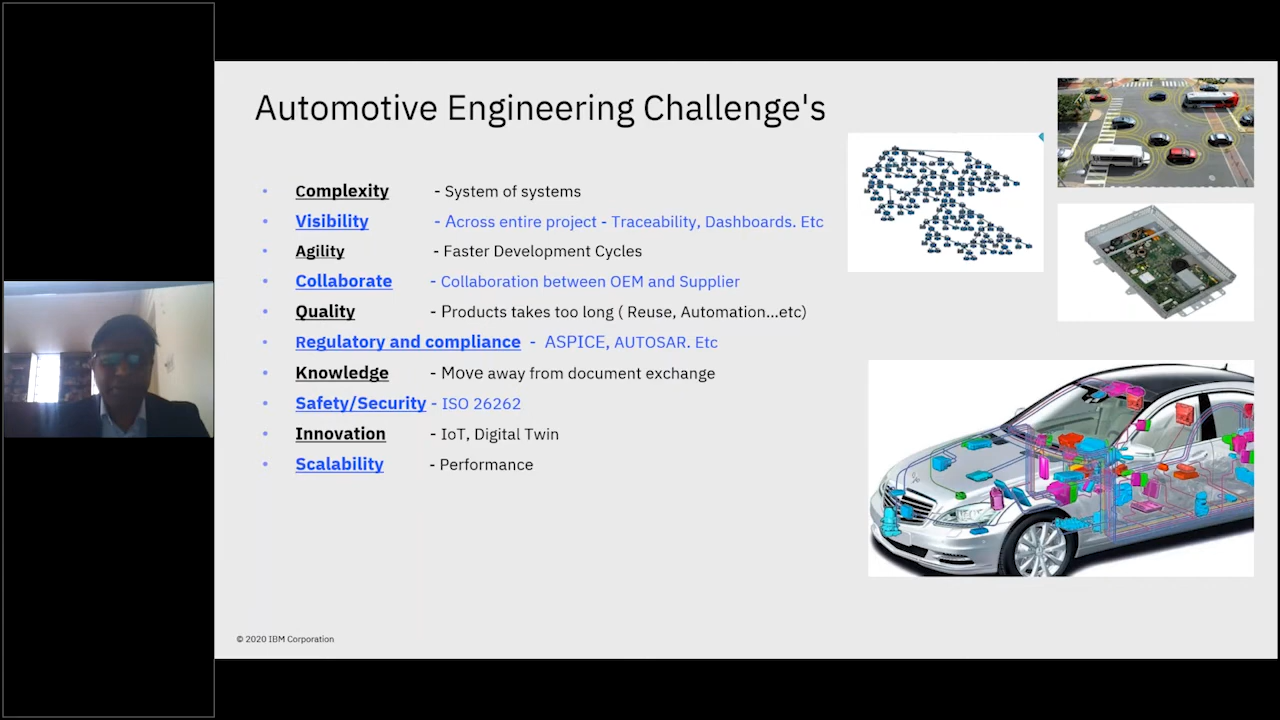 Automotive Engineering Challenge's
• Complexity - System of systems
• Visibility - Across entire project - Traceability, Dashboards. Etc
• Agility - Faster Development Cycles
• Collaborate - Collaboration between OEM and Supplier
• Quality - Products takes too long ( Reuse, Automation...etc)
• Regulatory and compliance - ASPICE, AUTOSAR. Etc
• Knowledge - Move away from document exchange
• Safety/Security - ISO 26262
• Innovation - IoT, Digital Twin
• Scalability - Performance
© 2020 IBM Corporation